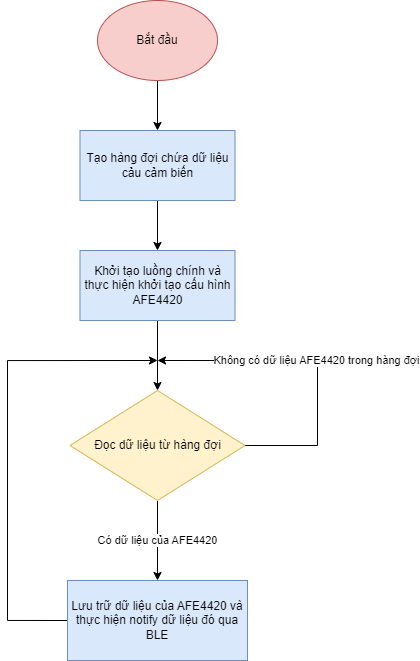 Bắt đầu
Tạo hàng đợi chứa dữ liệu
cảu cảm biến
Khởi tạo luồng chính và
thực hiện khởi tạo cấu hình
AFE4420
Không có dữ liệu AFE4420 trong hàng đợi
Đọc dữ liệu từ hàng đợi
Có dữ liệu của AFE4420
Lưu trữ dữ liệu của AFE4420 và
thực hiện notify dữ liệu đó qua
BLE